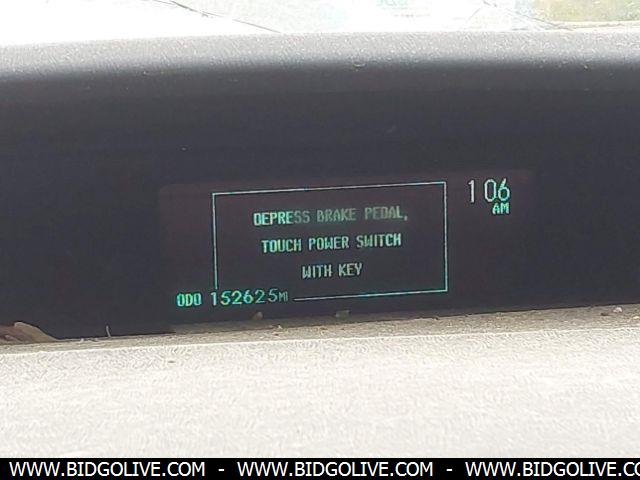 1 06
AM
DEPRESS BRAKE PEDAL,
TOUCH POWER SWITCH
WITH KEY
ODO 152625MI
WWW.BIDGOLIVE.COM - WWW.BIDGOLIVE.COM - WWW.BIDGOLIVE.CO